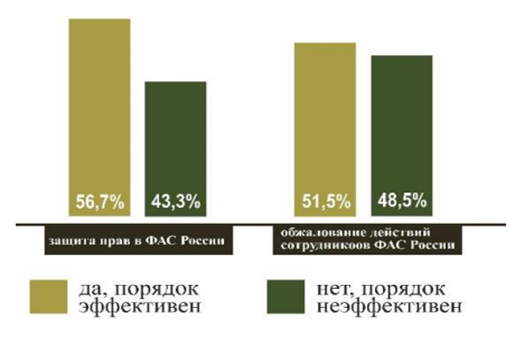 56,7% 43,3% 51,5% 48,5%
защита прав в ФАС России
обжалование действий
сотрудникоов ФАС России
да, порядок
эффективен
нет, порядок
неэффективен